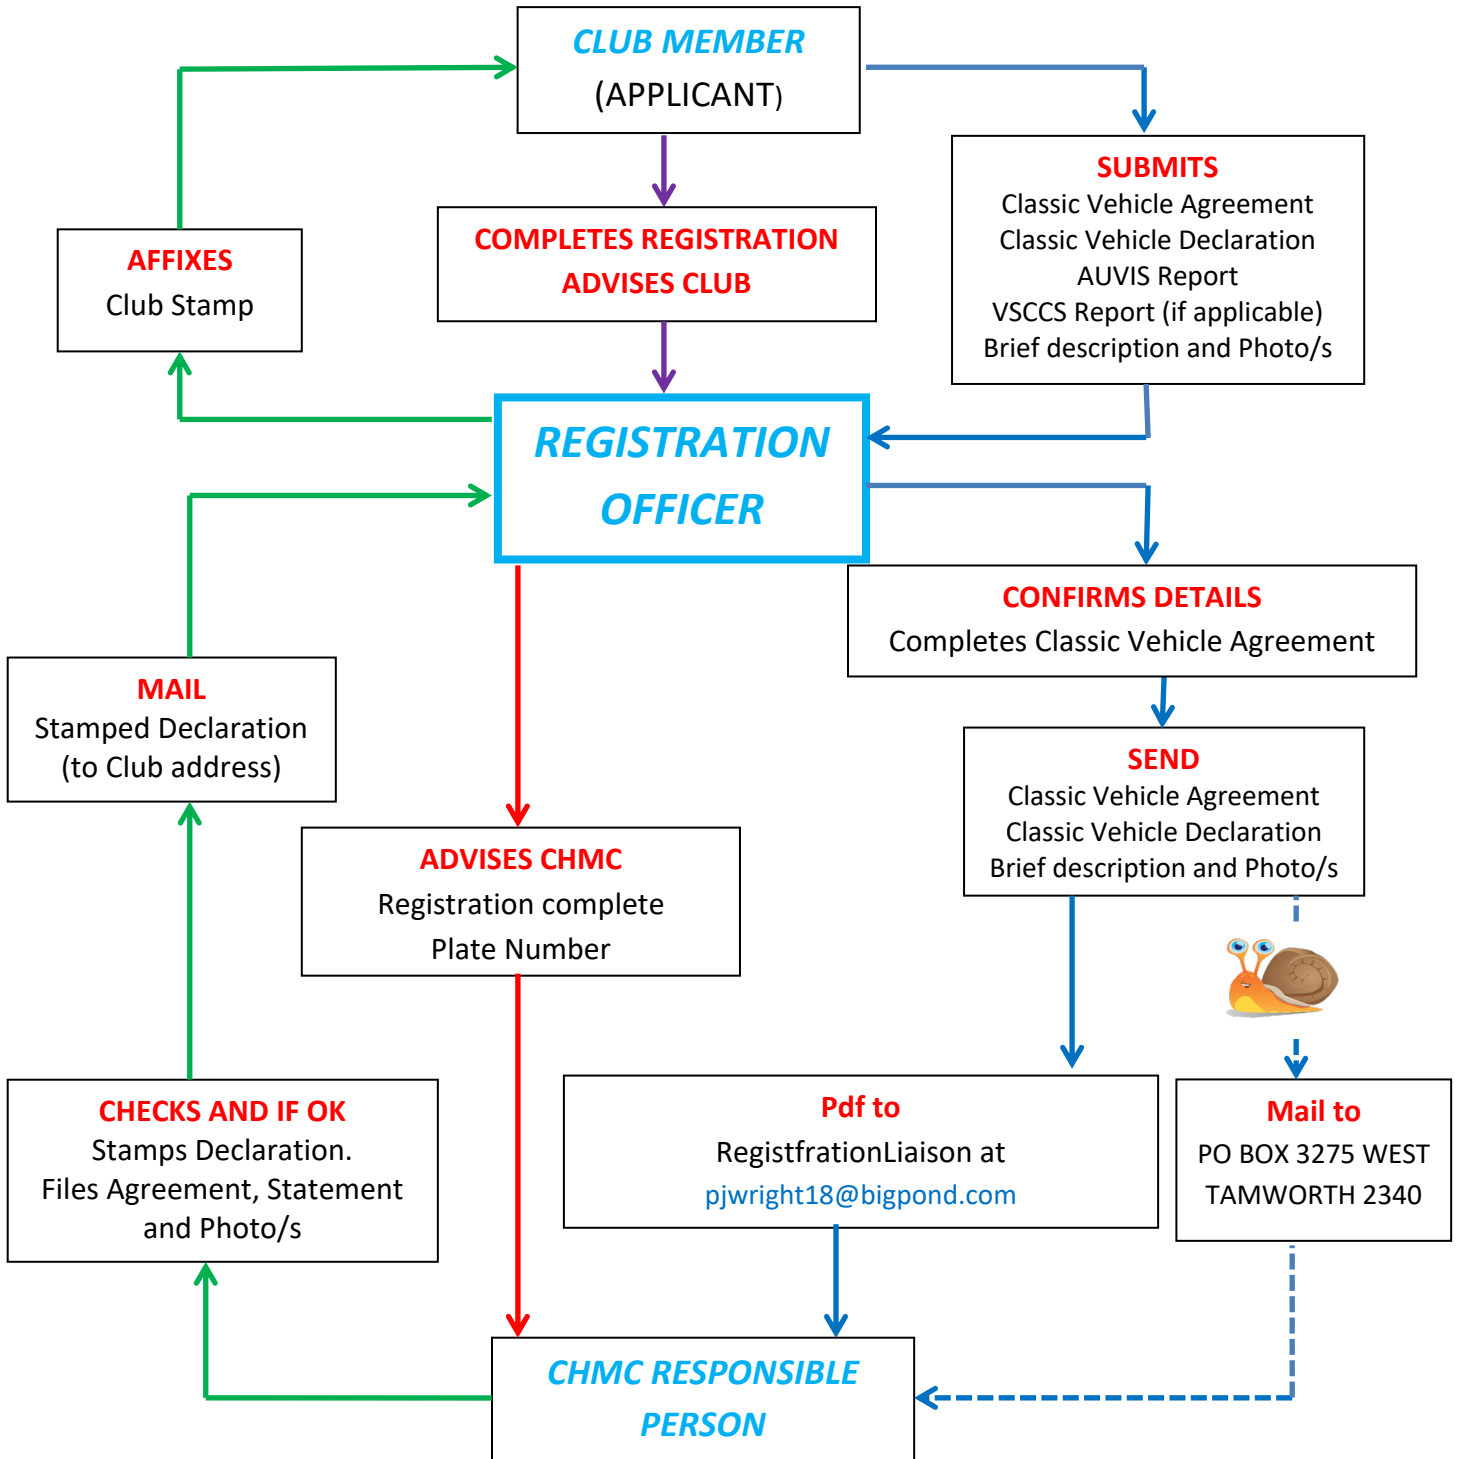 CLUB MEMBER
(APPLICANT)
SUBMITS
Classic Vehicle Agreement
Classic Vehicle Declaration
AUVIS Report
VSCCS Report (if applicable)
Brief description and Photo/s
COMPLETES REGISTRATION
ADVISES CLUB
AFFIXES
Club Stamp
REGISTRATION
OFFICER
CONFIRMS DETAILS
Completes Classic Vehicle Agreement
MAIL
Stamped Declaration
(to Club address)
SEND
Classic Vehicle Agreement
Classic Vehicle Declaration
Brief description and Photo/s
ADVISES CHMC
Registration complete
Plate Number
CHECKS AND IF OK
Stamps Declaration.
Files Agreement, Statement
and Photo/s
Pdf to
RegistfrationLiaison at
pjwright18@bigpond.com
Mail to
PO BOX 3275 WEST
TAMWORTH 2340
CHMC RESPONSIBLE
PERSON